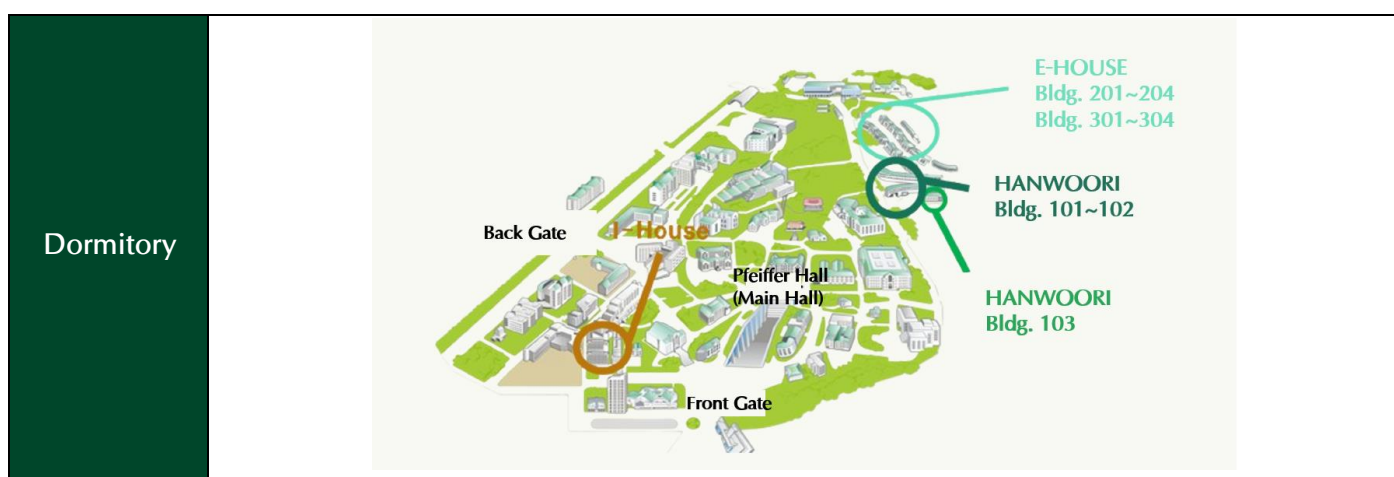 Dormitory
E-HOUSE
Bldg. 201~204
Bldg. 301~304
HANWOORI
Bldg. 101~102
Back Gate
I-House
Pfeiffer Hall
(Main Hall)
HANWOORI
Bldg. 103
Front Gate